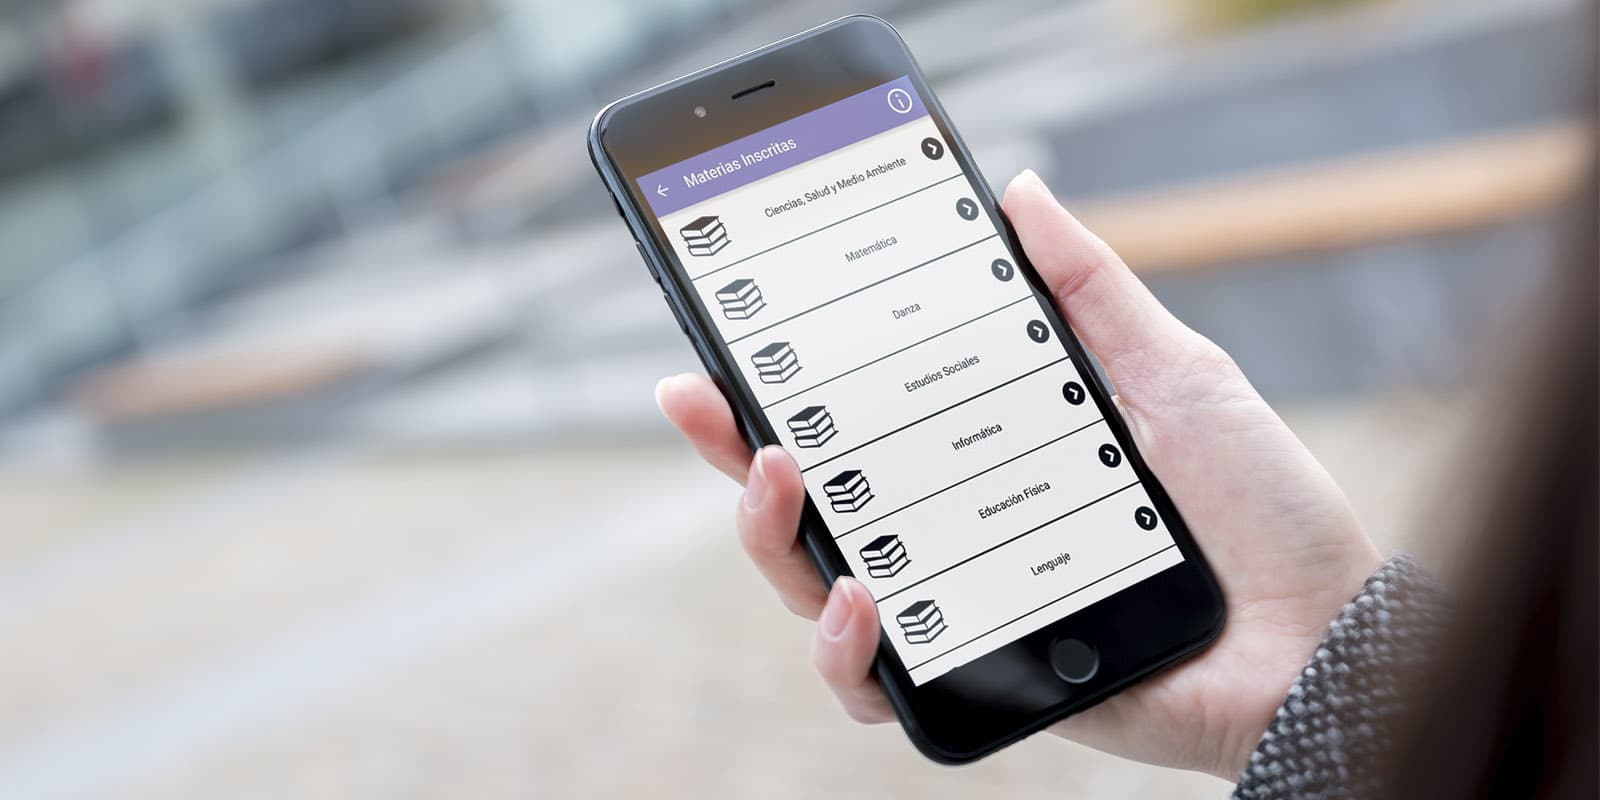 Materias Inscritas
Ciencias, Salud y Medio Ambiente
Matemática
Danza
Estudios Sociales
Informática
Educación Física
Lenguaje